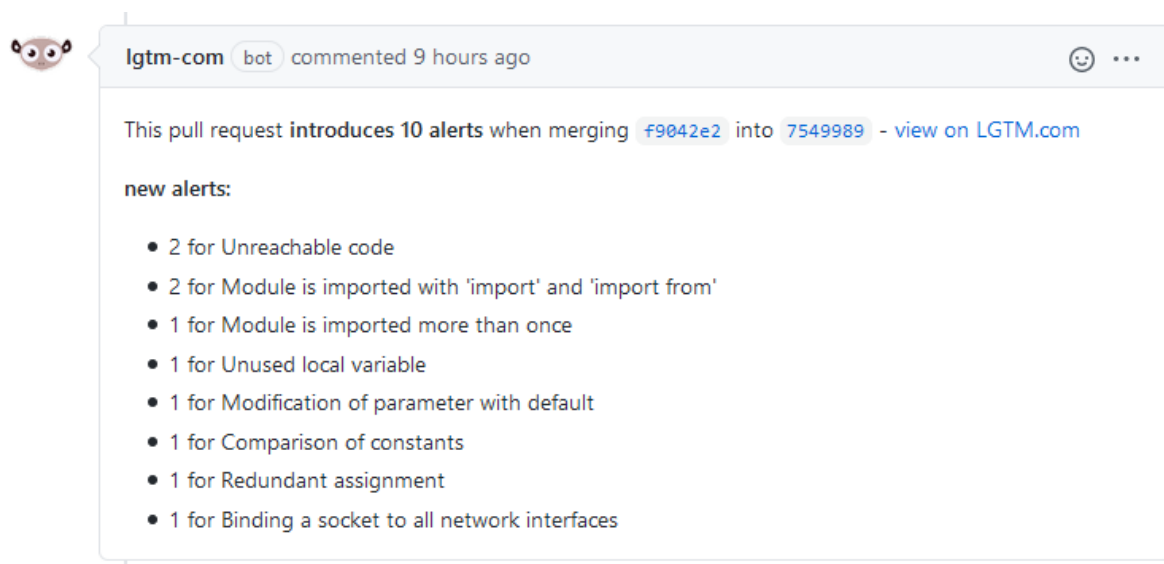 lgtm-com bot commented 9 hours ago
This pull request introduces 10 alerts when merging f9042e2 into 7549989 - view on LGTM.com
new alerts:
• 2 for Unreachable code
• 2 for Module is imported with 'import' and 'import from'
• 1 for Module is imported more than once
• 1 for Unused local variable
• 1 for Modification of parameter with default
• 1 for Comparison of constants
• 1 for Redundant assignment
• 1 for Binding a socket to all network interfaces